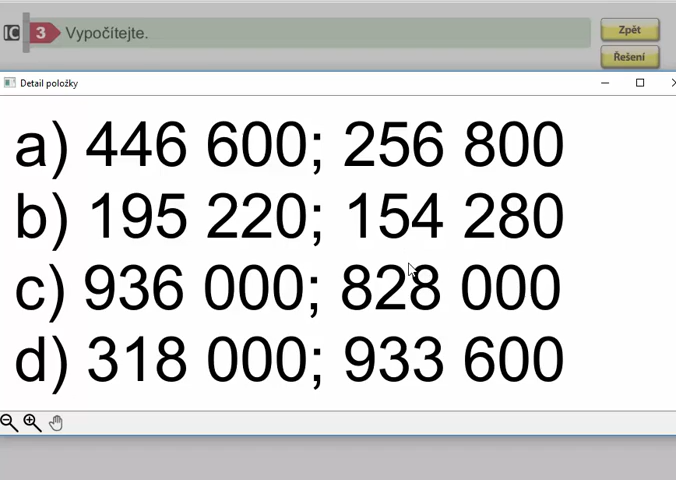 3 Vypočítejte.
Zpět
Řešení
Detail položky
a) 446 600; 256 800
b) 195 220; 154 280
c) 936 000; 828 000
d) 318 000; 933 600